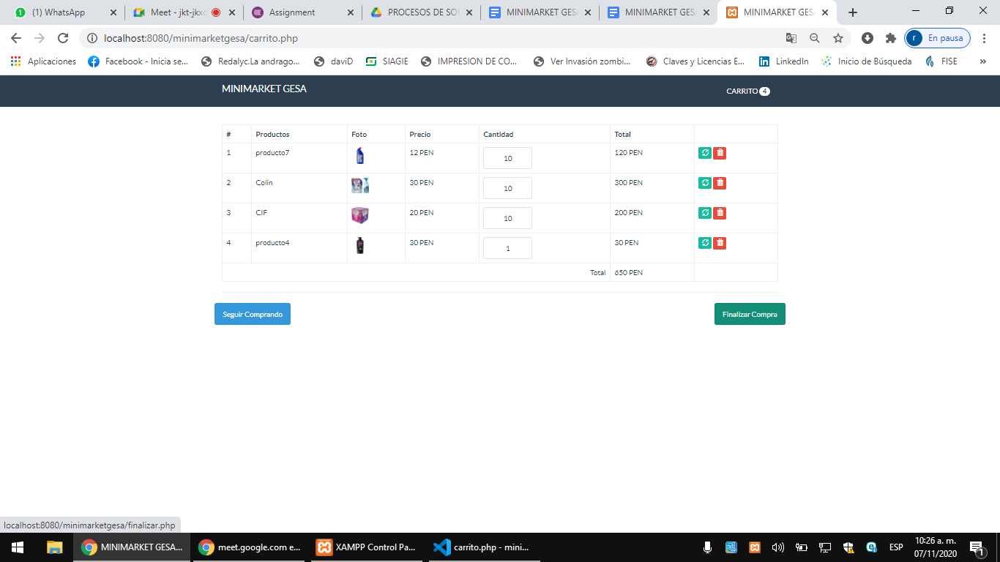 (1) WhatsApp
Meet - jkt-jkxc
Assignment
PROCESOS DE SOF
MINIMARKET GESA
MINIMARKET GESA
MINIMARKET GESA
localhost:8080/minimarketgesa/carrito.php
r En pausa
Aplicaciones
Facebook - Inicia se...
Redalyc.La andrago...
daviD
SIAGIE
IMPRESION DE CO...
Ver Invasión zombi...
Claves y Licencias E...
LinkedIn
Inicio de Búsqueda
FISE
»
MINIMARKET GESA
CARRITO 4
# Productos Foto Precio Cantidad Total
1 producto7 12 PEN 10 120 PEN
2 Colin 30 PEN 10 300 PEN
3 CIF 20 PEN 10 200 PEN
4 producto4 30 PEN 1 30 PEN
Total 650 PEN
Seguir Comprando
Finalizar Compra
localhost:8080/minimarketgesa/finalizar.php
MINIMARKET GESA...
meet.google.com e...
XAMPP Control Pa...
carrito.php - mini...
ESP
10:26 a. m.
07/11/2020
1